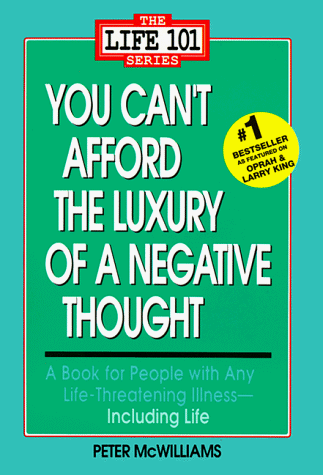 THE
LIFE 101
SERIES
YOU CAN'T
AFFORD
THE LUXURY
OF A NEGATIVE
THOUGHT
#1
BESTSELLER
AS FEATURED ON
OPRAH &
LARRY KING
A Book for People with Any
Life-Threatening Illness—
Including Life
PETER McWILLIAMS